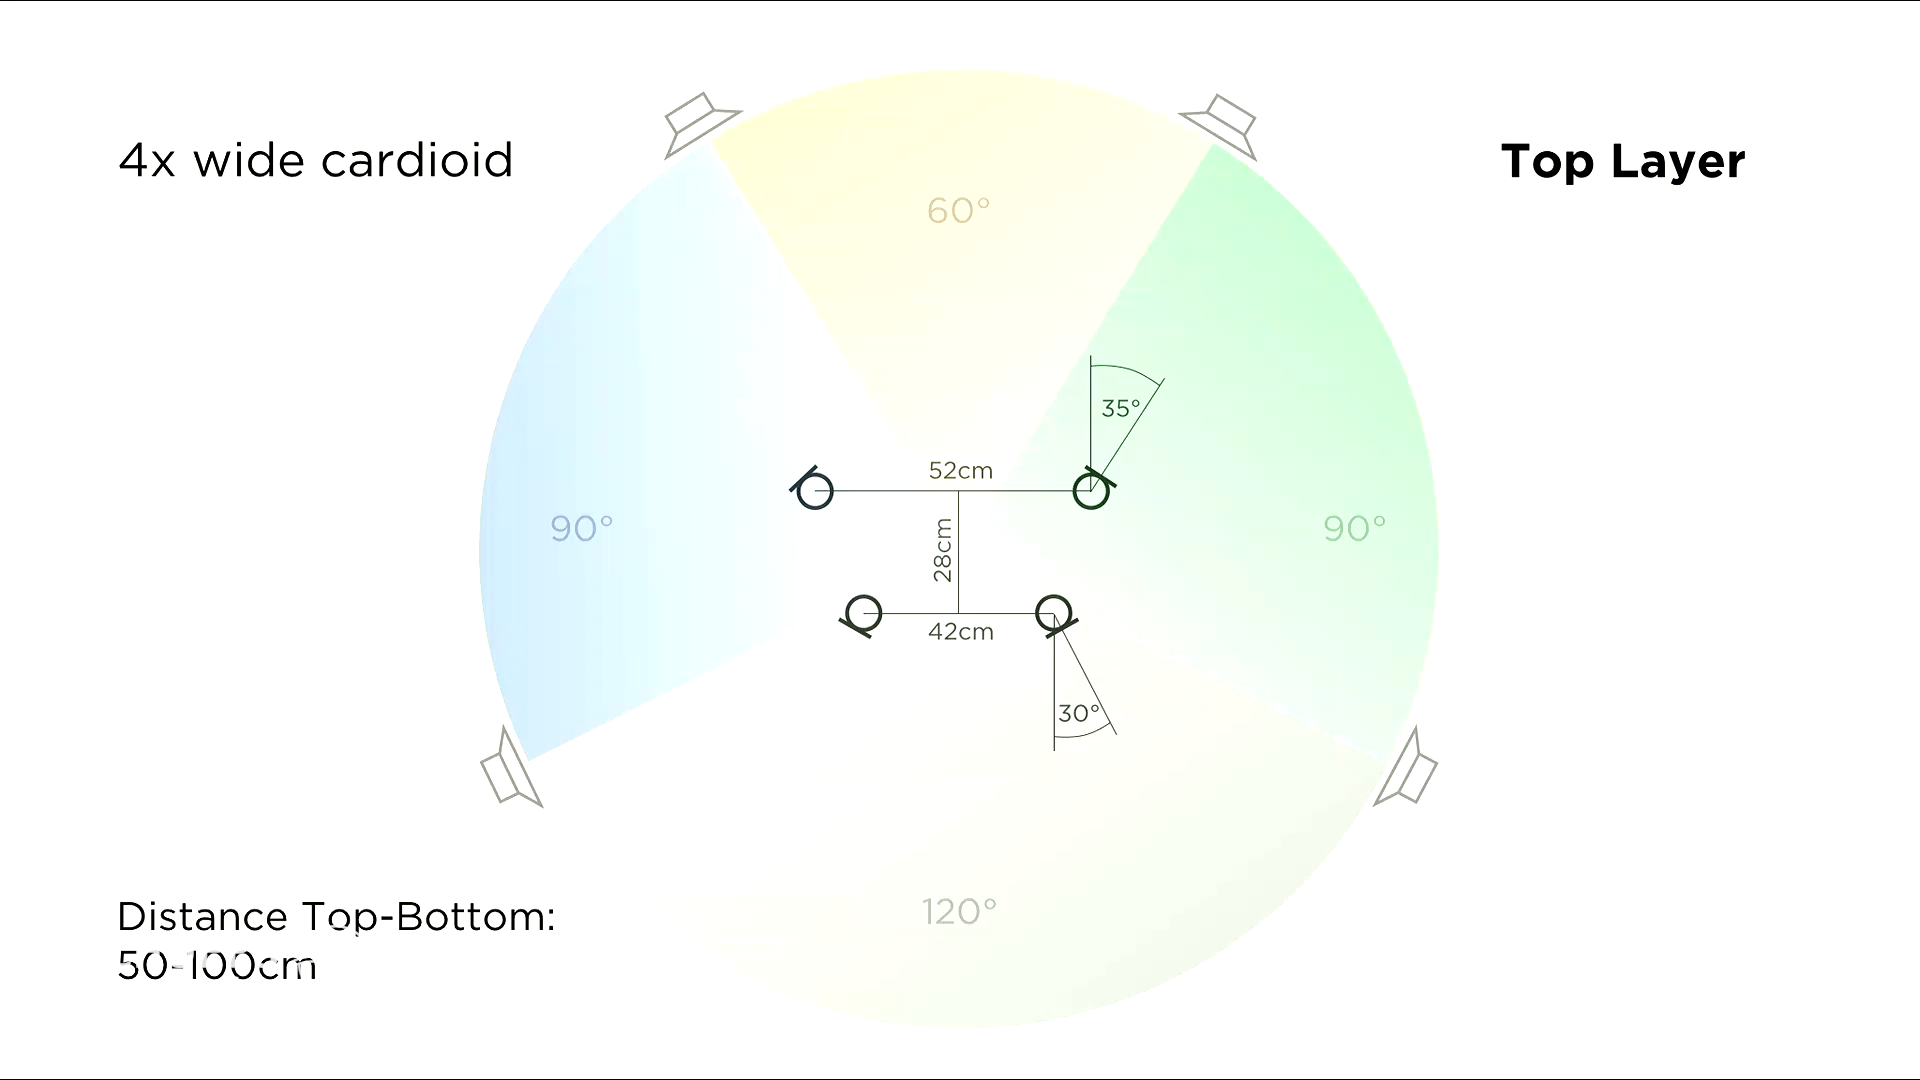 4x wide cardioid
Top Layer
60°
35°
52cm
90°
28cm
90°
42cm
30°
120°
Distance Top-Bottom:
50-100cm